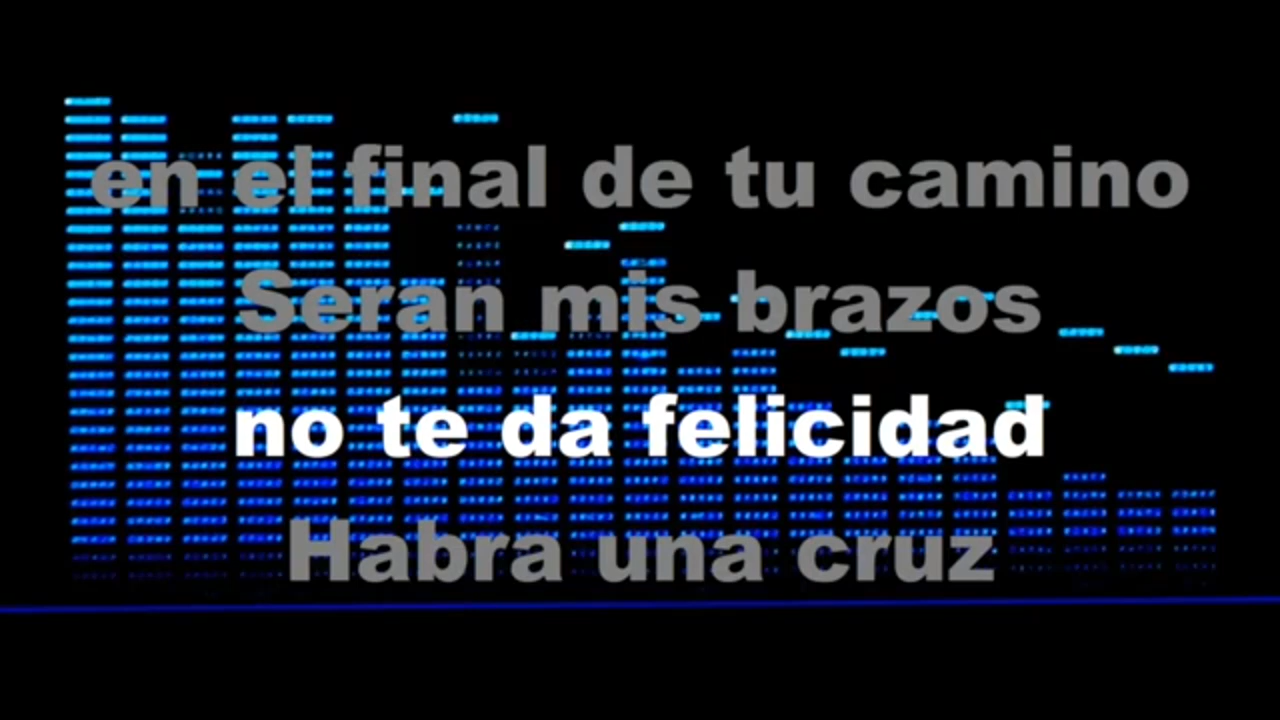 en el final de tu camino
Seran mis brazos
no te da felicidad
Habra una cruz